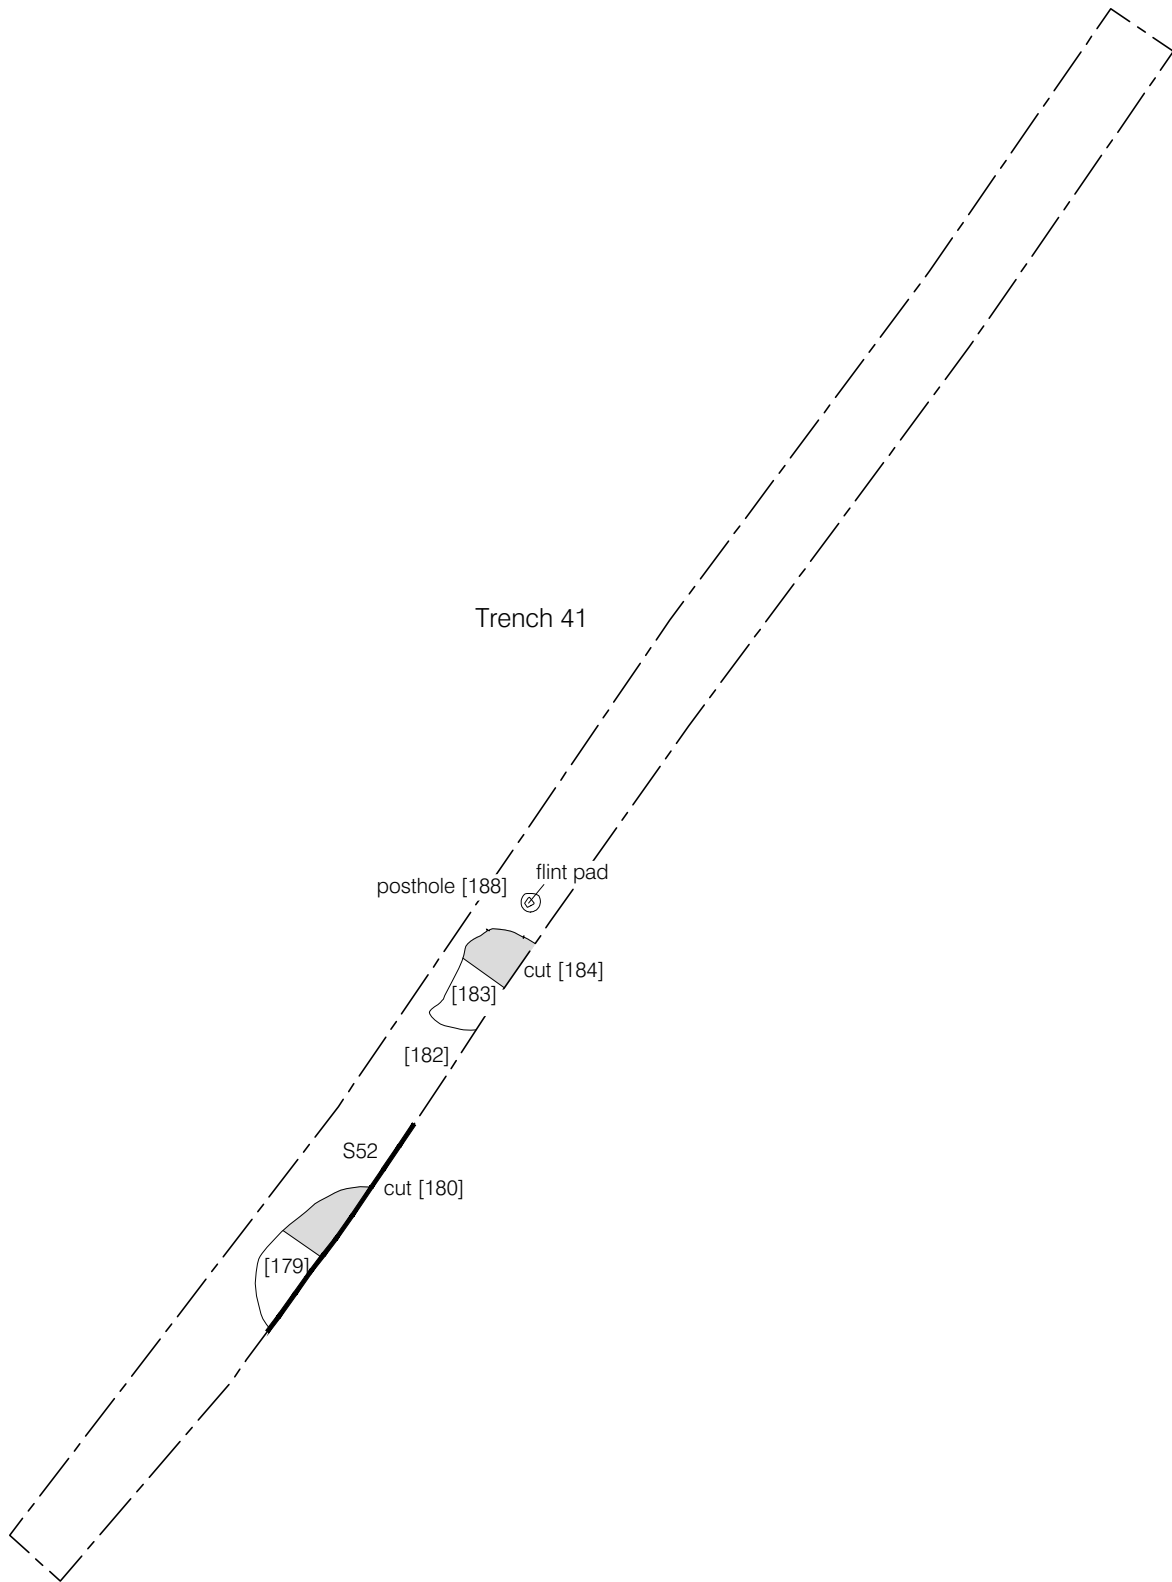 Trench 41
flint pad
posthole [188]
cut [184]
[183]
[182]
S52
cut [180]
[179]